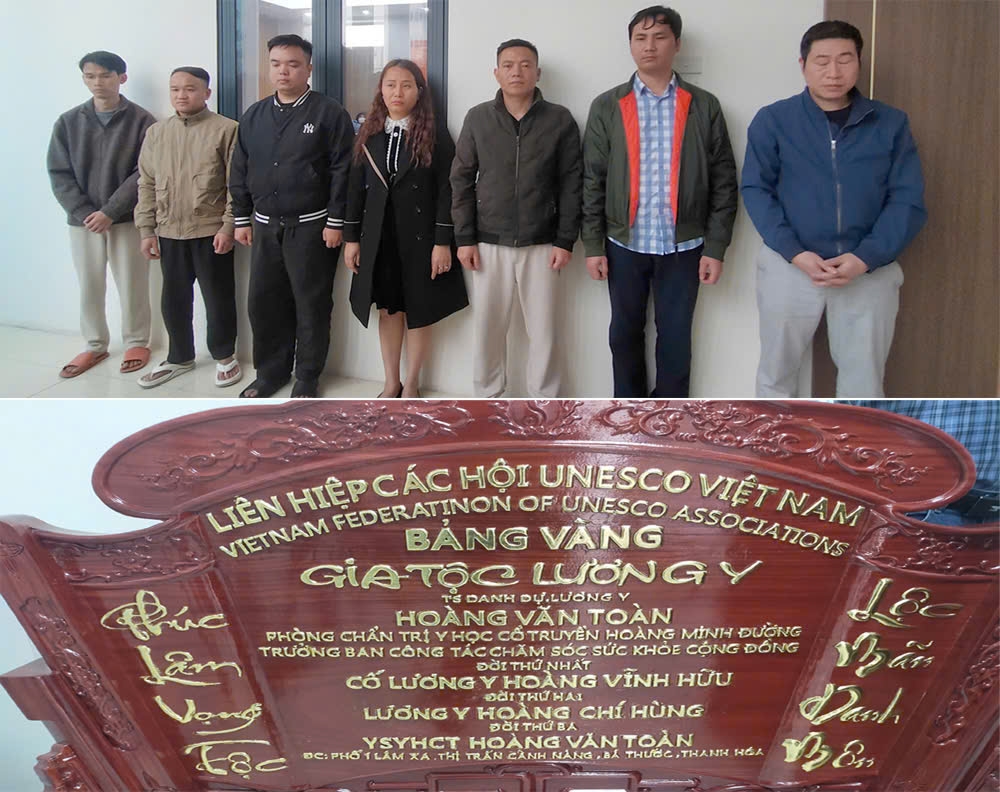 NY
LIÊN HIỆP CÁC HỘI UNESCO VIỆT NAM
VIETNAM FEDERATINON OF UNESCO ASSOCIATIONS
BẢNG VÀNG
GIA TỘC LƯƠNG Y
TS DANH DỰ, LƯƠNG Y
HOÀNG VĂN TOÀN
PHÒNG CHẨN TRỊ Y HỌC CỔ TRUYỀN HOÀNG MINH ĐƯỜNG
TRƯỞNG BAN CÔNG TÁC CHĂM SÓC SỨC KHỎE CỘNG ĐỒNG
ĐỜI THỨ NHẤT
CỐ LƯƠNG Y HOÀNG VĨNH HỮU
ĐỜI THỨ HAI
LƯƠNG Y HOÀNG CHÍ HÙNG
ĐỜI THỨ BA
YSYHCT HOÀNG VĂN TOÀN
ĐC: PHỐ 1 LÂM XA. THỊ TRẤN CÀNH NÀNG, BÁ THƯỚC, THANH HÓA
Phúc
Lâm
Vọng
Tộc
Lộc
Mãn
Danh
Môn